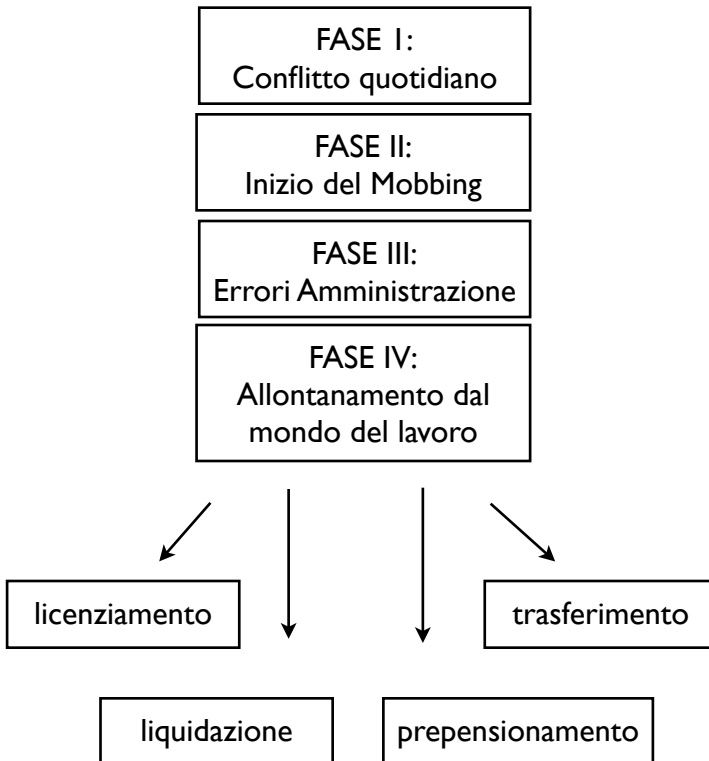 FASE I:
Conflitto quotidiano
FASE II:
Inizio del Mobbing
FASE III:
Errori Amministrazione
FASE IV:
Allontanamento dal
mondo del lavoro
licenziamento
trasferimento
liquidazione
prepensionamento